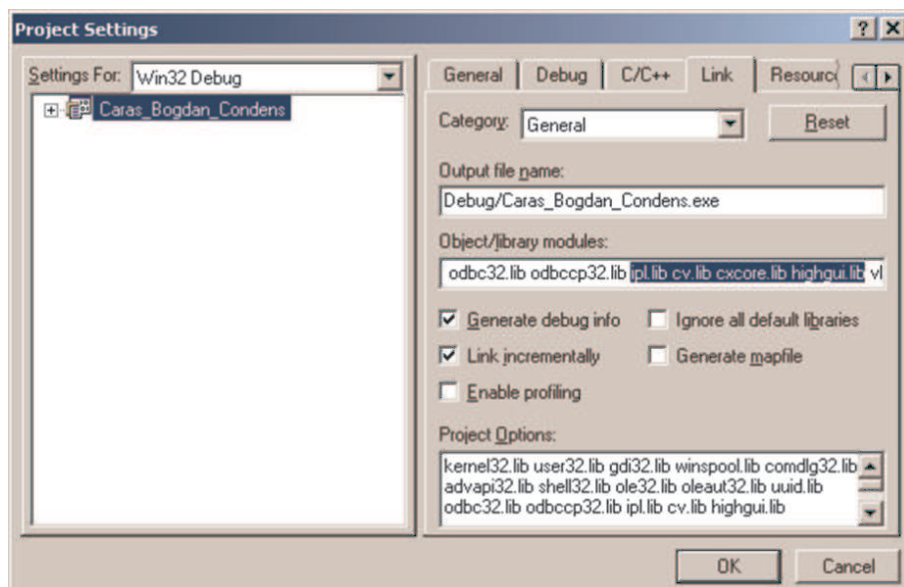 Project Settings
Settings For: Win32 Debug
Caras_Bogdan_Condens
General Debug C/C++ Link Resourc
Category: General Reset
Output file name:
Debug/Caras_Bogdan_Condens.exe
Object/library modules:
odbc32.lib odbccp32.lib ipl.lib cv.lib cxcore.lib highgui.lib vl
Generate debug info Ignore all default libraries
Link incrementally Generate mapfile
Enable profiling
Project Options:
kernel32.lib user32.lib gdi32.lib winspool.lib comdlg32.lib
advapi32.lib shell32.lib ole32.lib oleaut32.lib uuid.lib
odbc32.lib odbccp32.lib ipl.lib cv.lib highgui.lib
OK Cancel